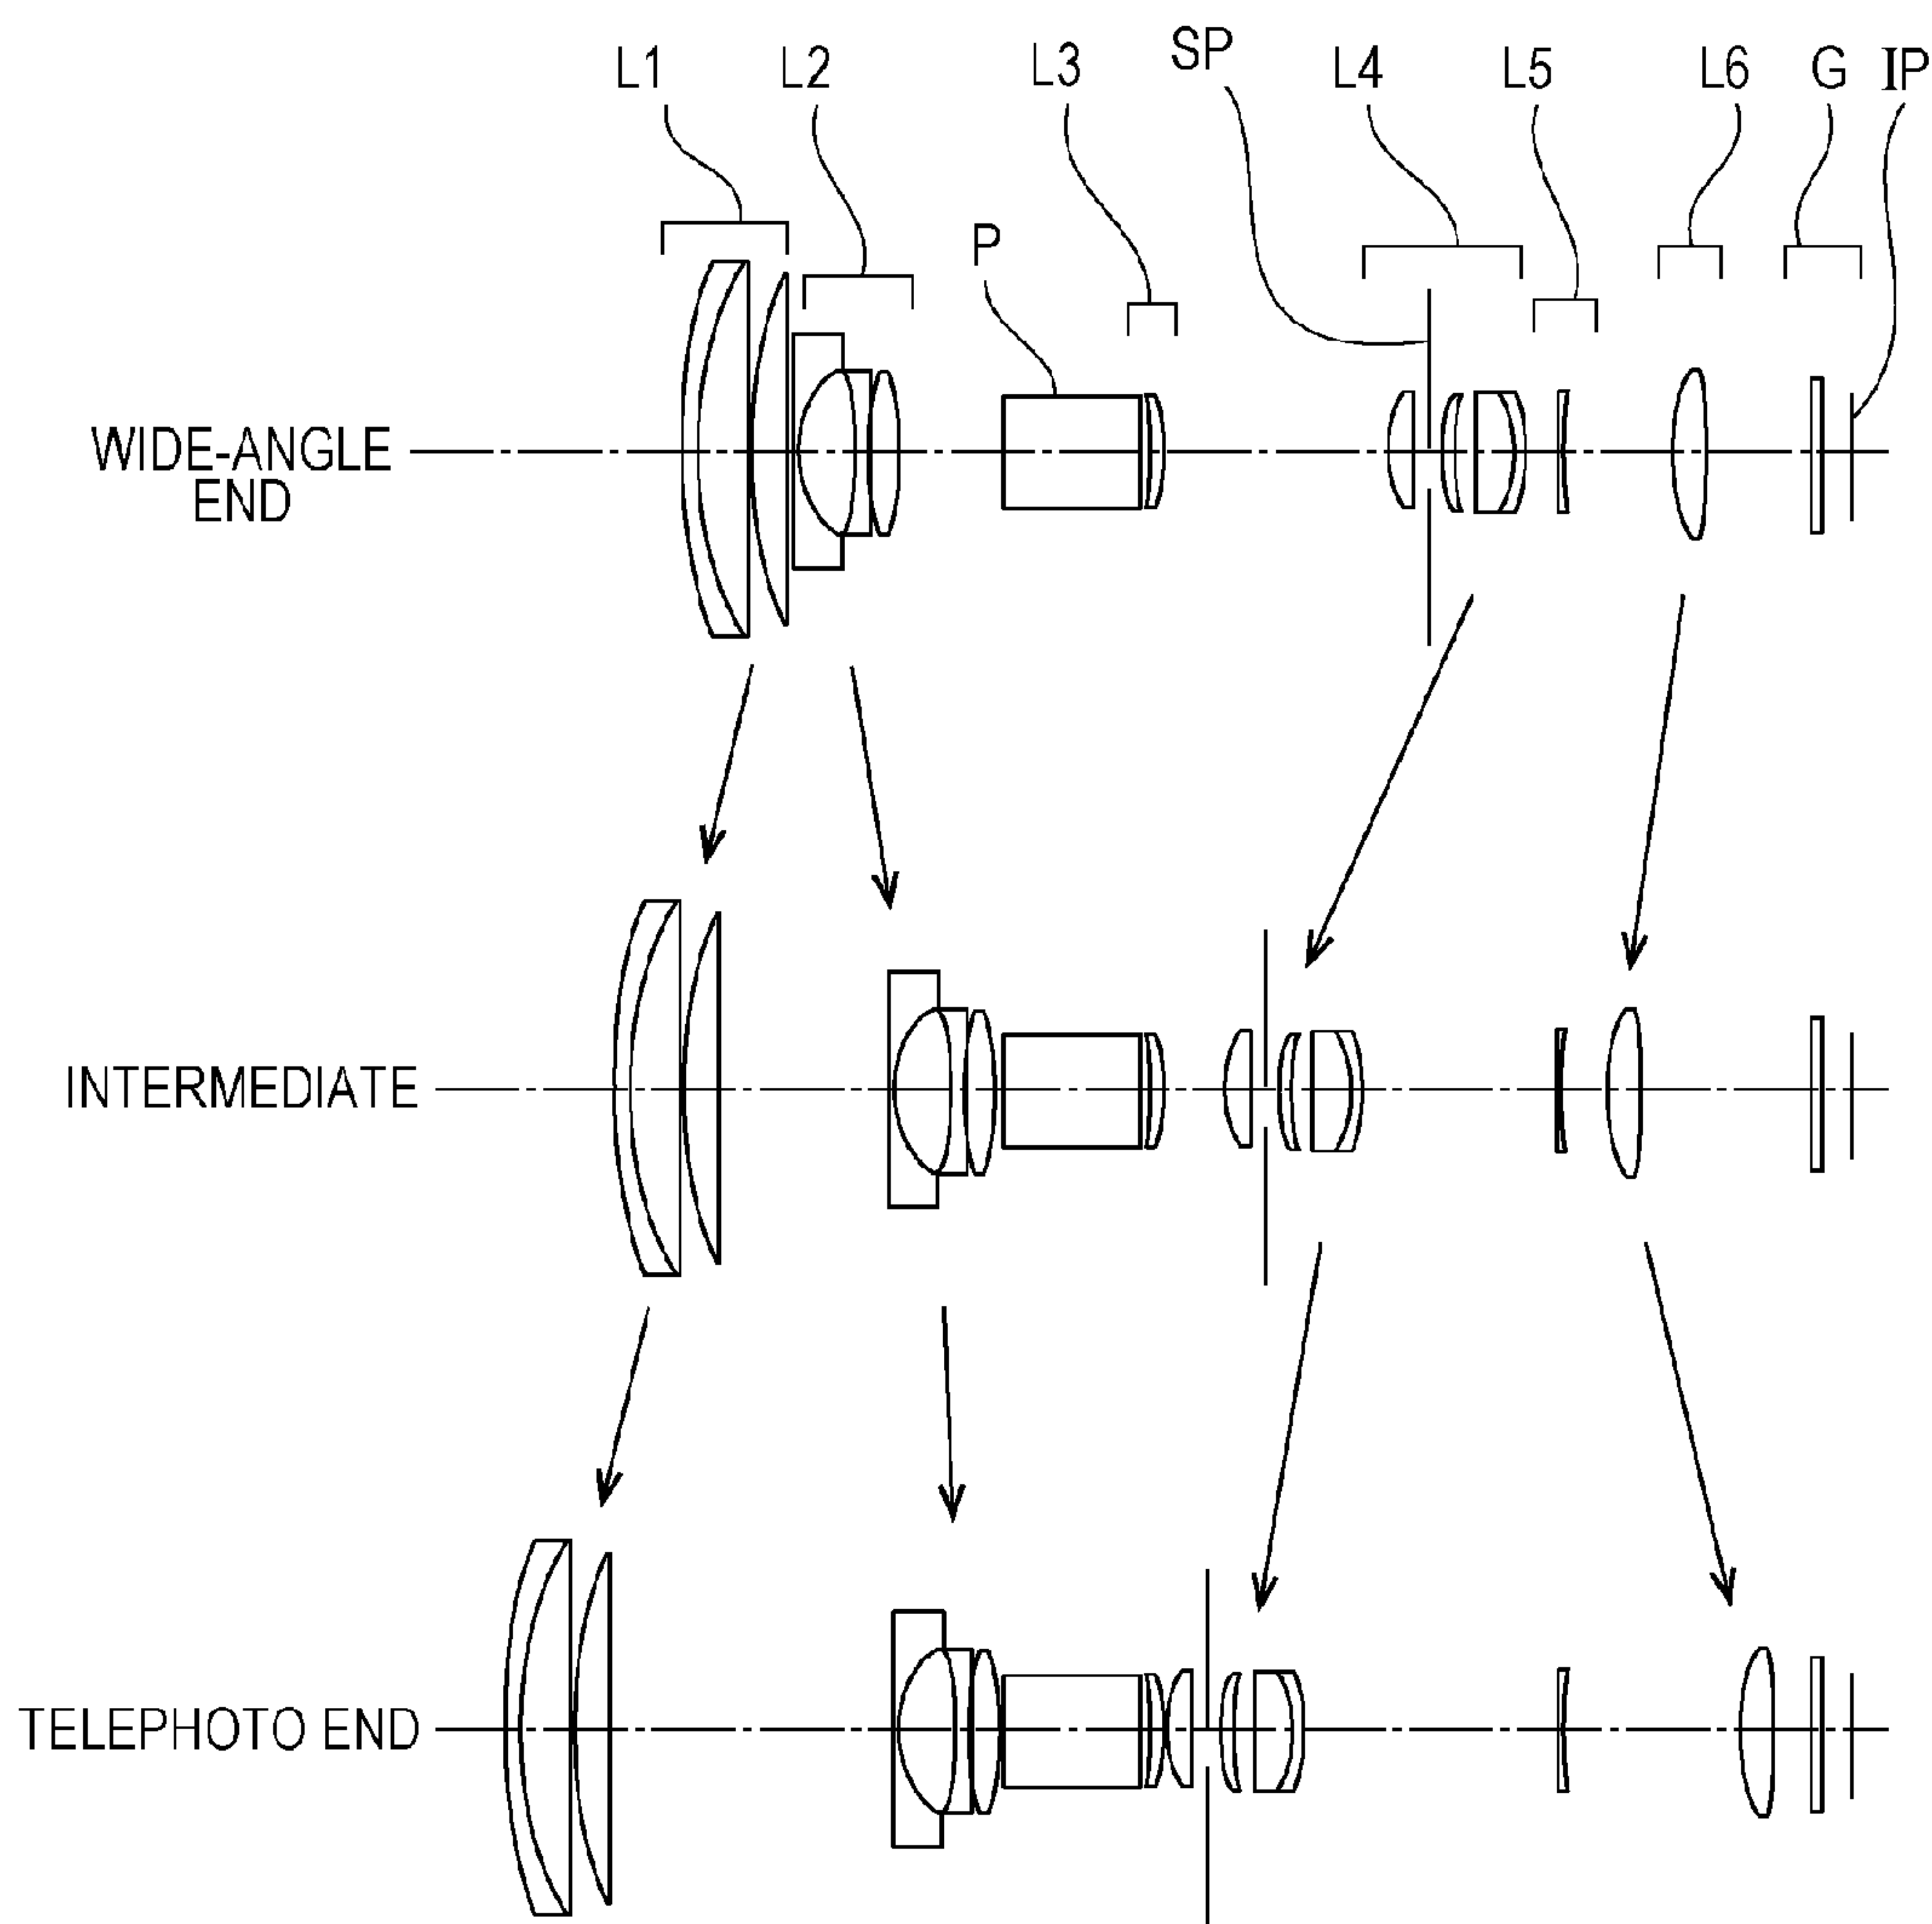 L1 L2 L3 SP L4 L5 L6 G IP
P
WIDE-ANGLE
END
INTERMEDIATE
TELEPHOTO END